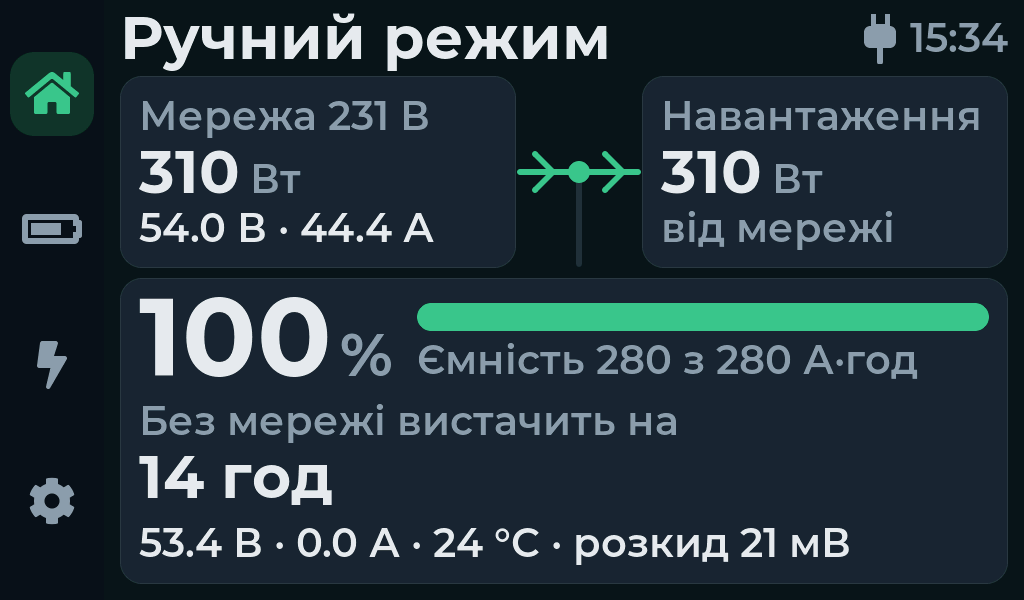 Ручний режим
15:34
Мережа 231 В
310 Вт
54.0 В · 44.4 А
Навантаження
310 Вт
від мережі
100 %
Ємність 280 з 280 А·год
Без мережі вистачить на
14 год
53.4 В · 0.0 А · 24 °C · розкид 21 мВ